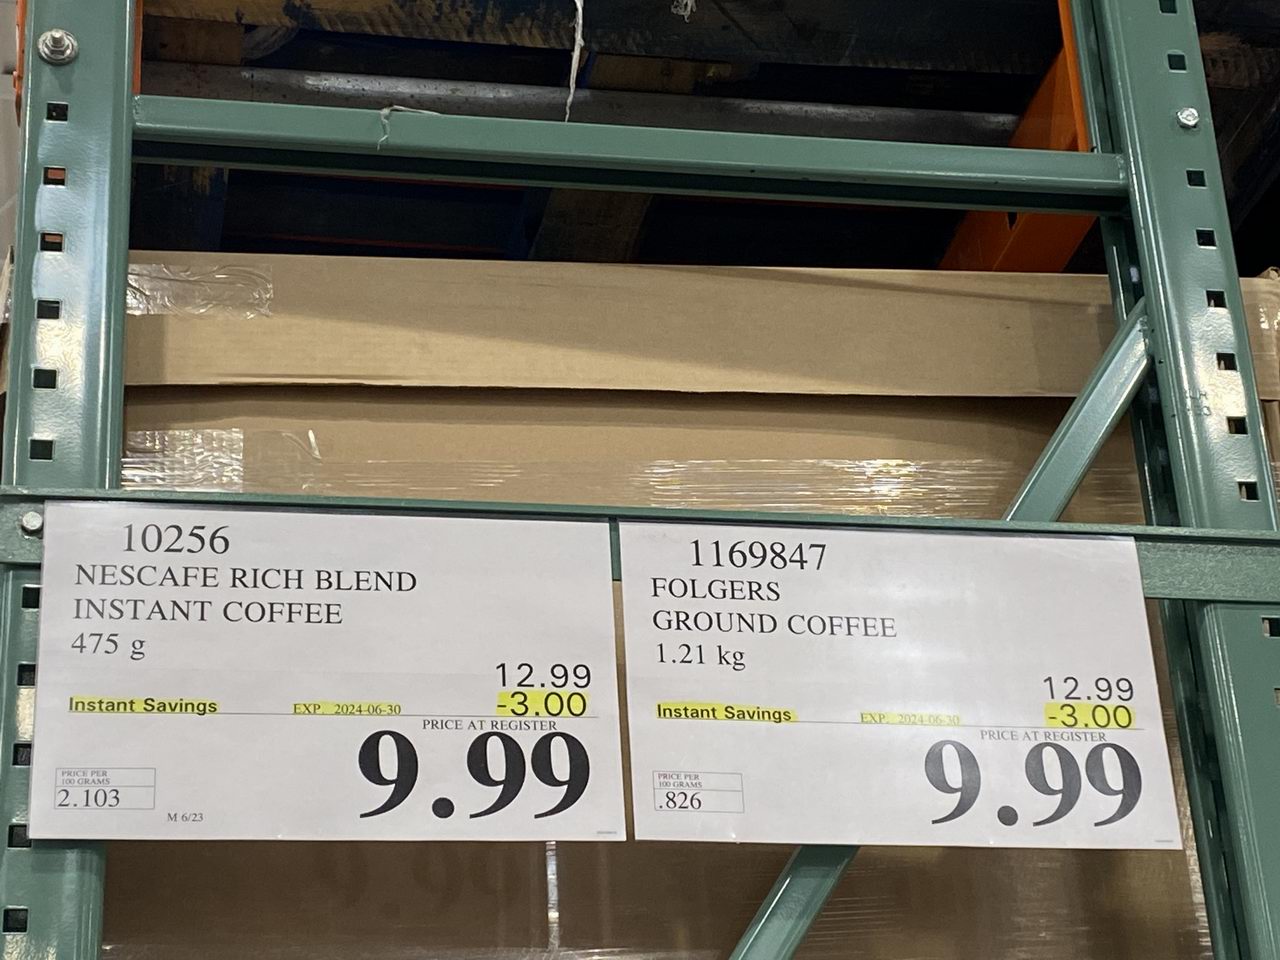 10256
NESCAFE RICH BLEND
INSTANT COFFEE
475 g
12.99
Instant Savings EXP. 2024-06-30 -3.00
PRICE AT REGISTER
9.99
PRICE PER
100 GRAMS
2.103
M 6/23
1169847
FOLGERS
GROUND COFFEE
1.21 kg
12.99
Instant Savings EXP. 2024-06-30 -3.00
PRICE AT REGISTER
9.99
PRICE PER
100 GRAMS
.826